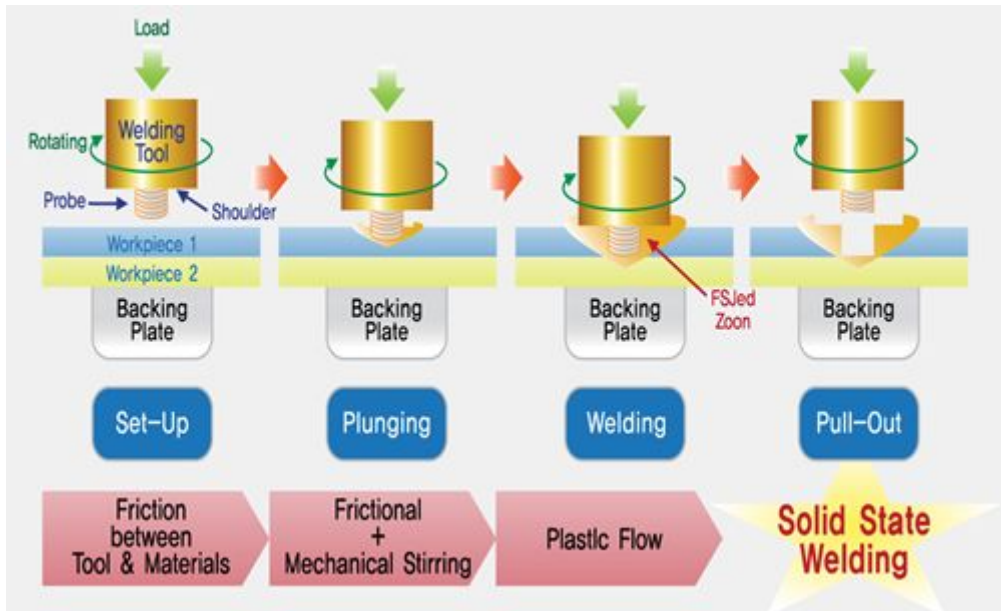 Load
Rotating
Welding
Tool
Probe
Shoulder
Workpiece 1
Workpiece 2
FSJed
Zoon
Backing
Plate
Backing
Plate
Backing
Plate
Backing
Plate
Set-Up
Plunging
Welding
Pull-Out
Friction
between
Tool & Materials
Frictional
+
Mechanical Stirring
Plastic Flow
Solid State
Welding